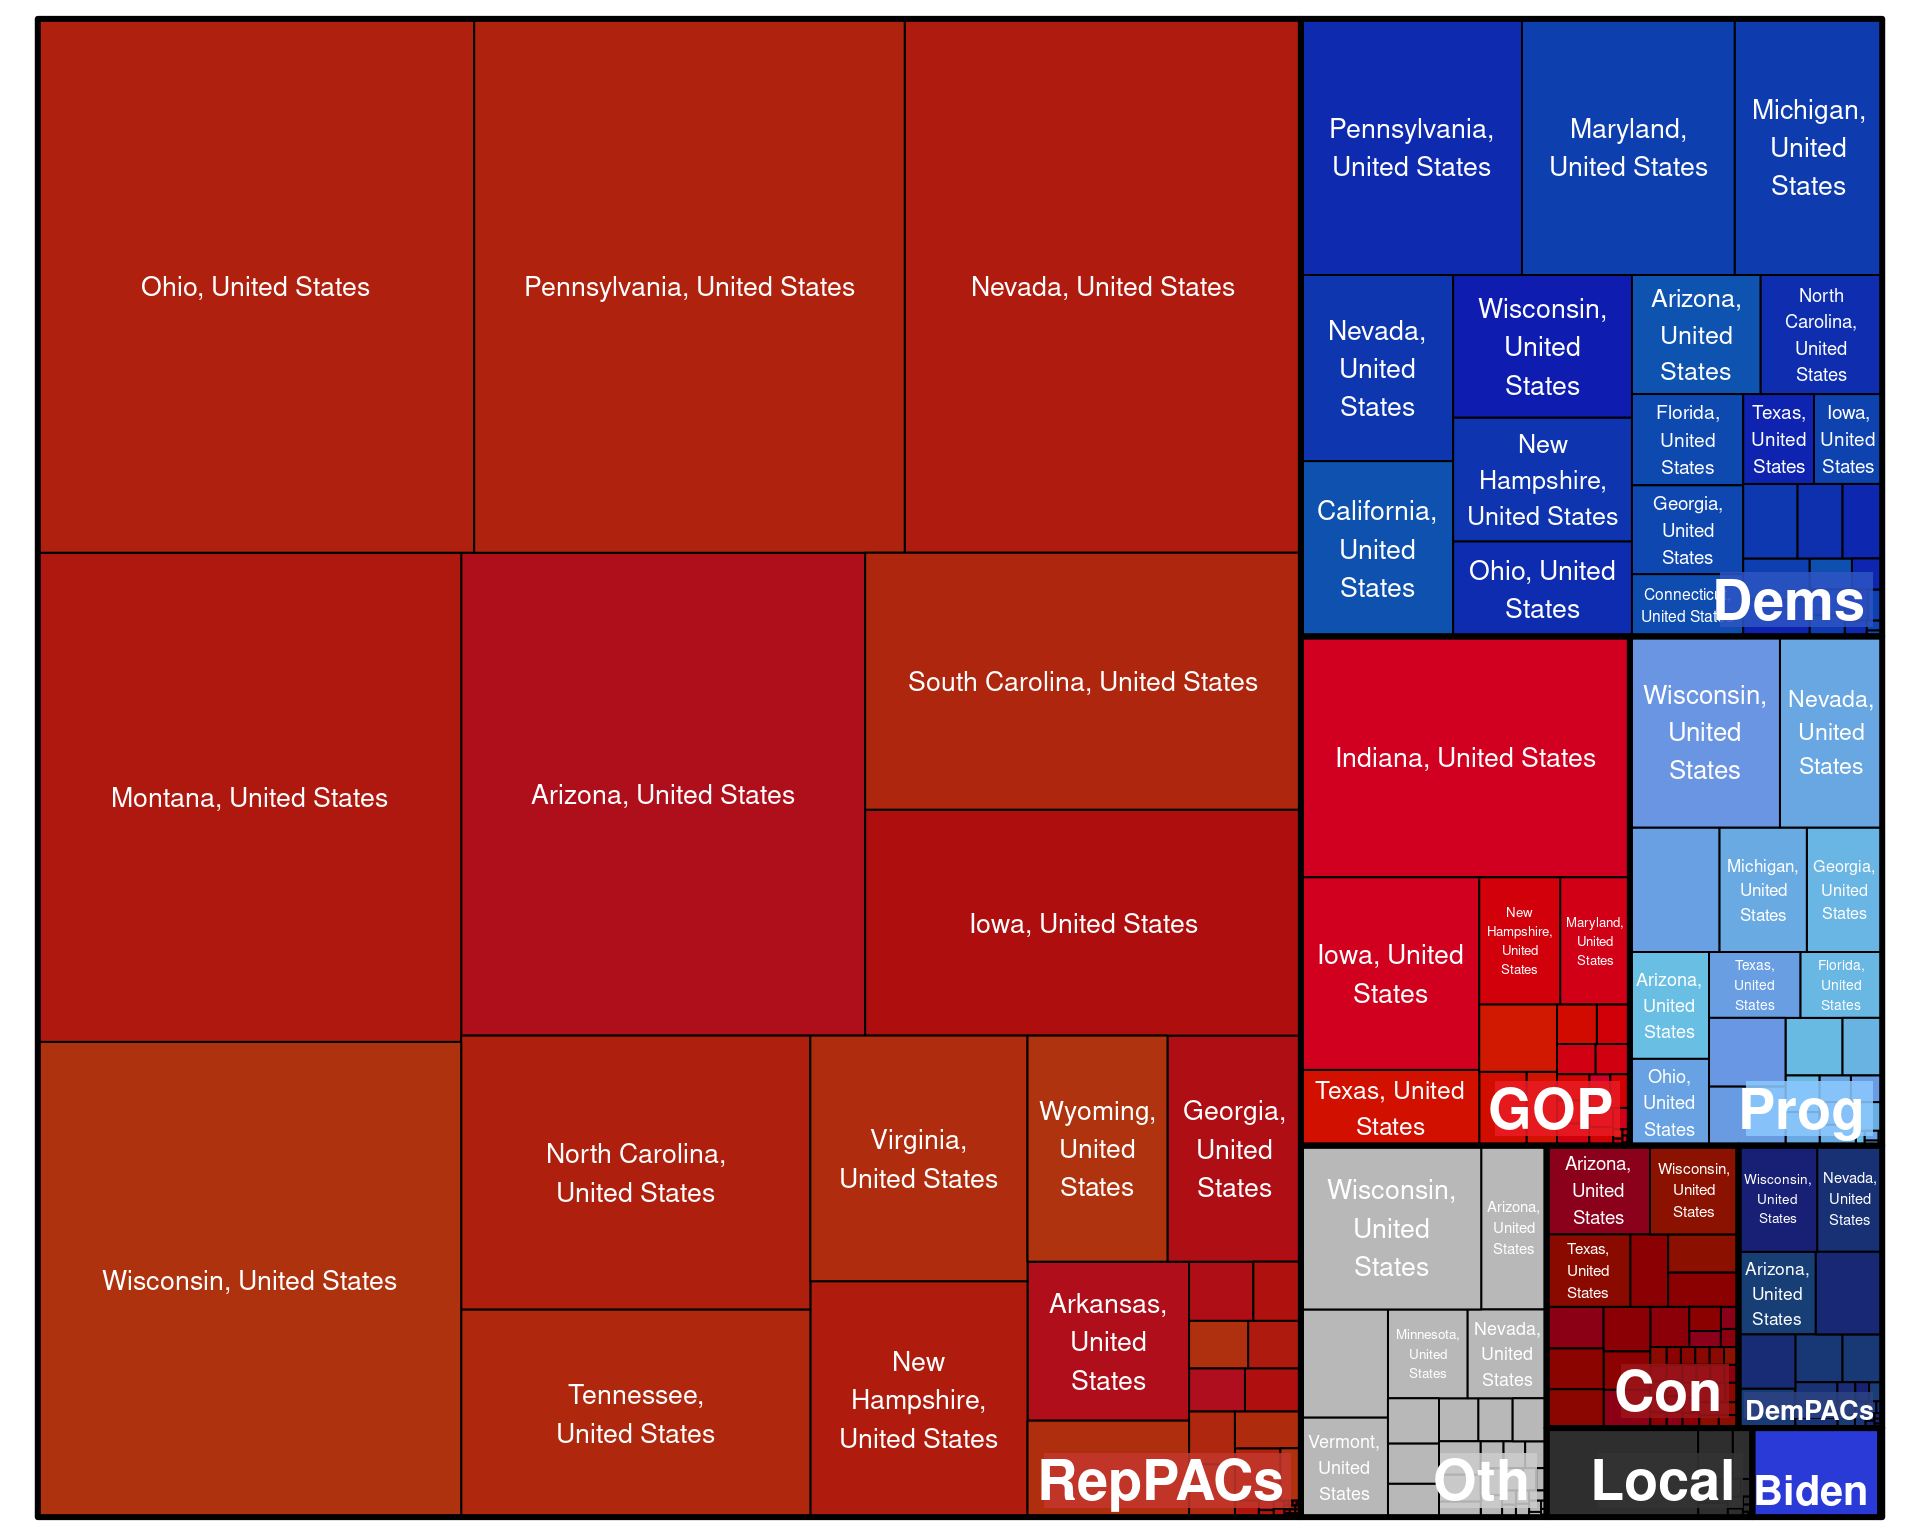 Ohio, United States
Pennsylvania, United States
Nevada, United States
Montana, United States
Arizona, United States
South Carolina, United States
Iowa, United States
Wisconsin, United States
North Carolina,
United States
Tennessee,
United States
Virginia,
United States
New
Hampshire,
United States
Wyoming,
United
States
Georgia,
United
States
Arkansas,
United
States
RepPACs
Pennsylvania,
United States
Maryland,
United States
Michigan,
United
States
Nevada,
United
States
California,
United
States
Wisconsin,
United
States
New
Hampshire,
United States
Ohio, United
States
Arizona,
United
States
North
Carolina,
United
States
Florida,
United
States
Texas,
United
States
Iowa,
United
States
Georgia,
United
States
United
Dems
Indiana, United States
Iowa, United
States
Texas, United
States
New
Hampshire,
United
States
Maryland,
United
States
GOP
Wisconsin,
United
States
Nevada,
United
States
Michigan,
United
States
Georgia,
United
States
Arizona,
United
States
Texas,
United
States
Florida,
United
States
Ohio,
United
States
Prog
Wisconsin,
United
States
Arizona,
United
States
Minnesota,
United
States
Nevada,
United
States
Vermont,
United
States
Oth
Arizona,
United
States
Wisconsin,
United
States
Texas,
United
States
Con
Wisconsin,
United
States
Nevada,
United
States
Arizona,
United
States
DemPACs
Local
Biden